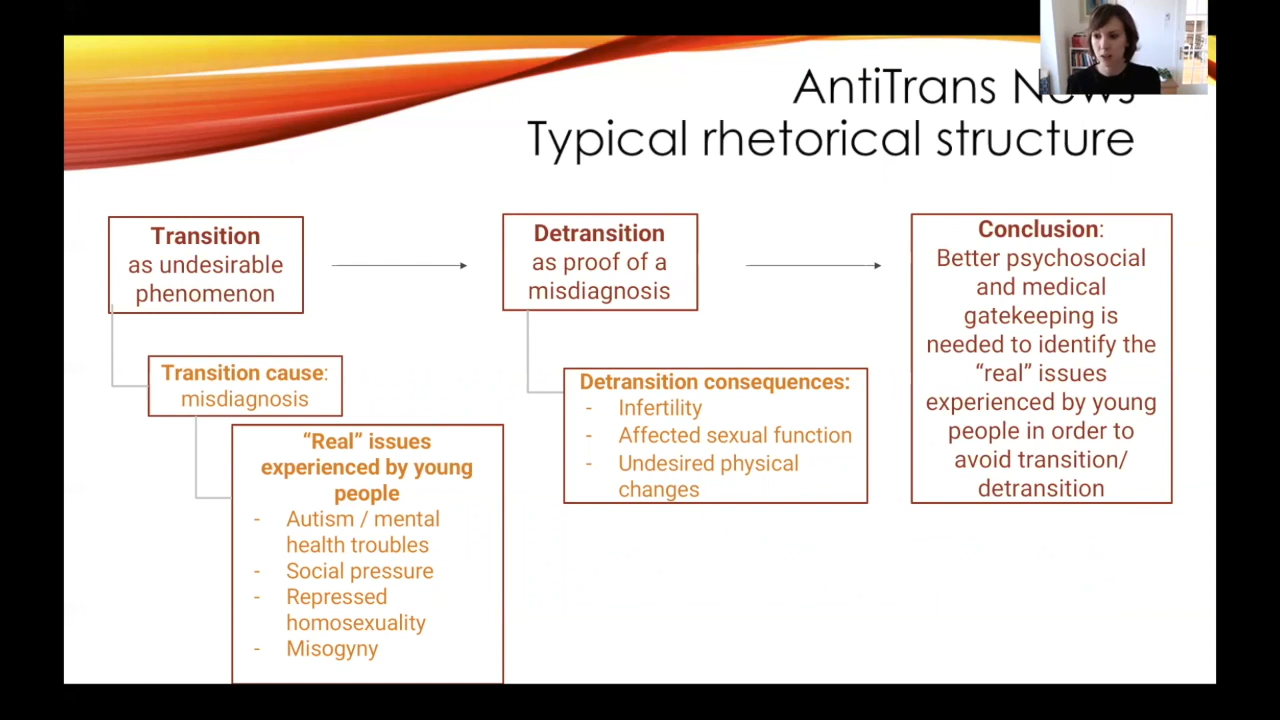 AntiTrans News
Typical rhetorical structure
Transition
as undesirable
phenomenon
Transition cause:
misdiagnosis
“Real” issues
experienced by young
people
- Autism / mental
health troubles
- Social pressure
- Repressed
homosexuality
- Misogyny
Detransition
as proof of a
misdiagnosis
Detransition consequences:
- Infertility
- Affected sexual function
- Undesired physical
changes
Conclusion:
Better psychosocial
and medical
gatekeeping is
needed to identify the
“real” issues
experienced by young
people in order to
avoid transition/
detransition